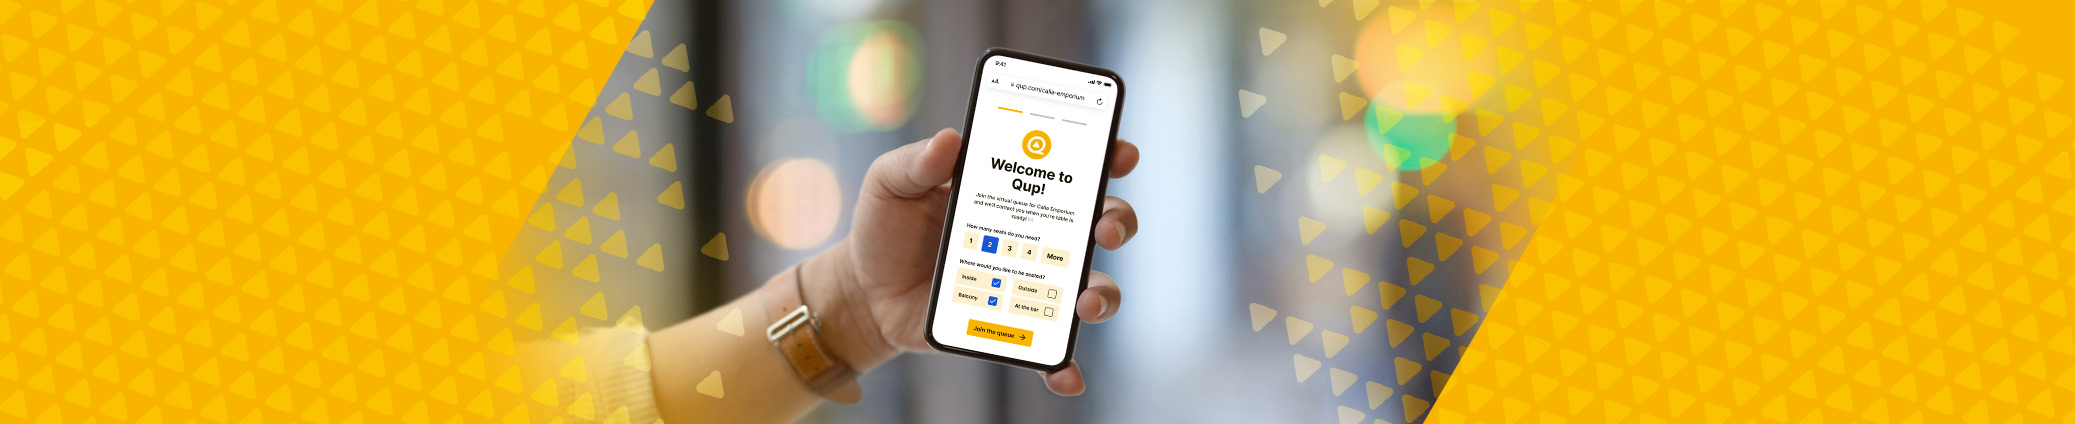 9:41
AA
qup.com/calia-emporium
Welcome to
Qup!
Join the virtual queue for Calia Emporium
and we'll contact you when you're table is
ready!
How many seats do you need?
1 2 3 4 More
Where would you like to be seated?
Inside Outside
Balcony At the bar
Join the queue →